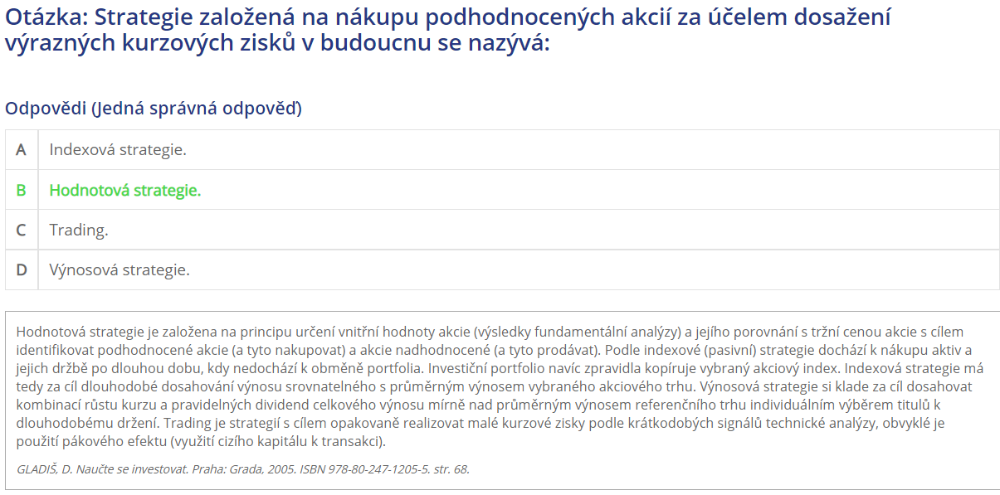 Otázka: Strategie založená na nákupu podhodnocených akcií za účelem dosažení
výrazných kurzových zisků v budoucnu se nazývá:
Odpovědi (Jedná správná odpověď)
A Indexová strategie.
B Hodnotová strategie.
C Trading.
D Výnosová strategie.
Hodnotová strategie je založena na principu určení vnitřní hodnoty akcie (výsledky fundamentální analýzy) a jejího porovnání s tržní cenou akcie s cílem
identifikovat podhodnocené akcie (a tyto nakupovat) a akcie nadhodnocené (a tyto prodávat). Podle indexové (pasivní) strategie dochází k nákupu aktiv a
jejich držbě po dlouhou dobu, kdy nedochází k obměně portfolia. Investiční portfolio navíc zpravidla kopíruje vybraný akciový index. Indexová strategie má
tedy za cíl dlouhodobé dosahování výnosu srovnatelného s průměrným výnosem vybraného akciového trhu. Výnosová strategie si klade za cíl dosahovat
kombinací růstu kurzu a pravidelných dividend celkového výnosu mírně nad průměrným výnosem referenčního trhu individuálním výběrem titulů k
dlouhodobému držení. Trading je strategií s cílem opakovaně realizovat malé kurzové zisky podle krátkodobých signálů technické analýzy, obvyklé je
použití pákového efektu (využití cizího kapitálu k transakci).
GLADIŠ, D. Naučte se investovat. Praha: Grada, 2005. ISBN 978-80-247-1205-5. str. 68.